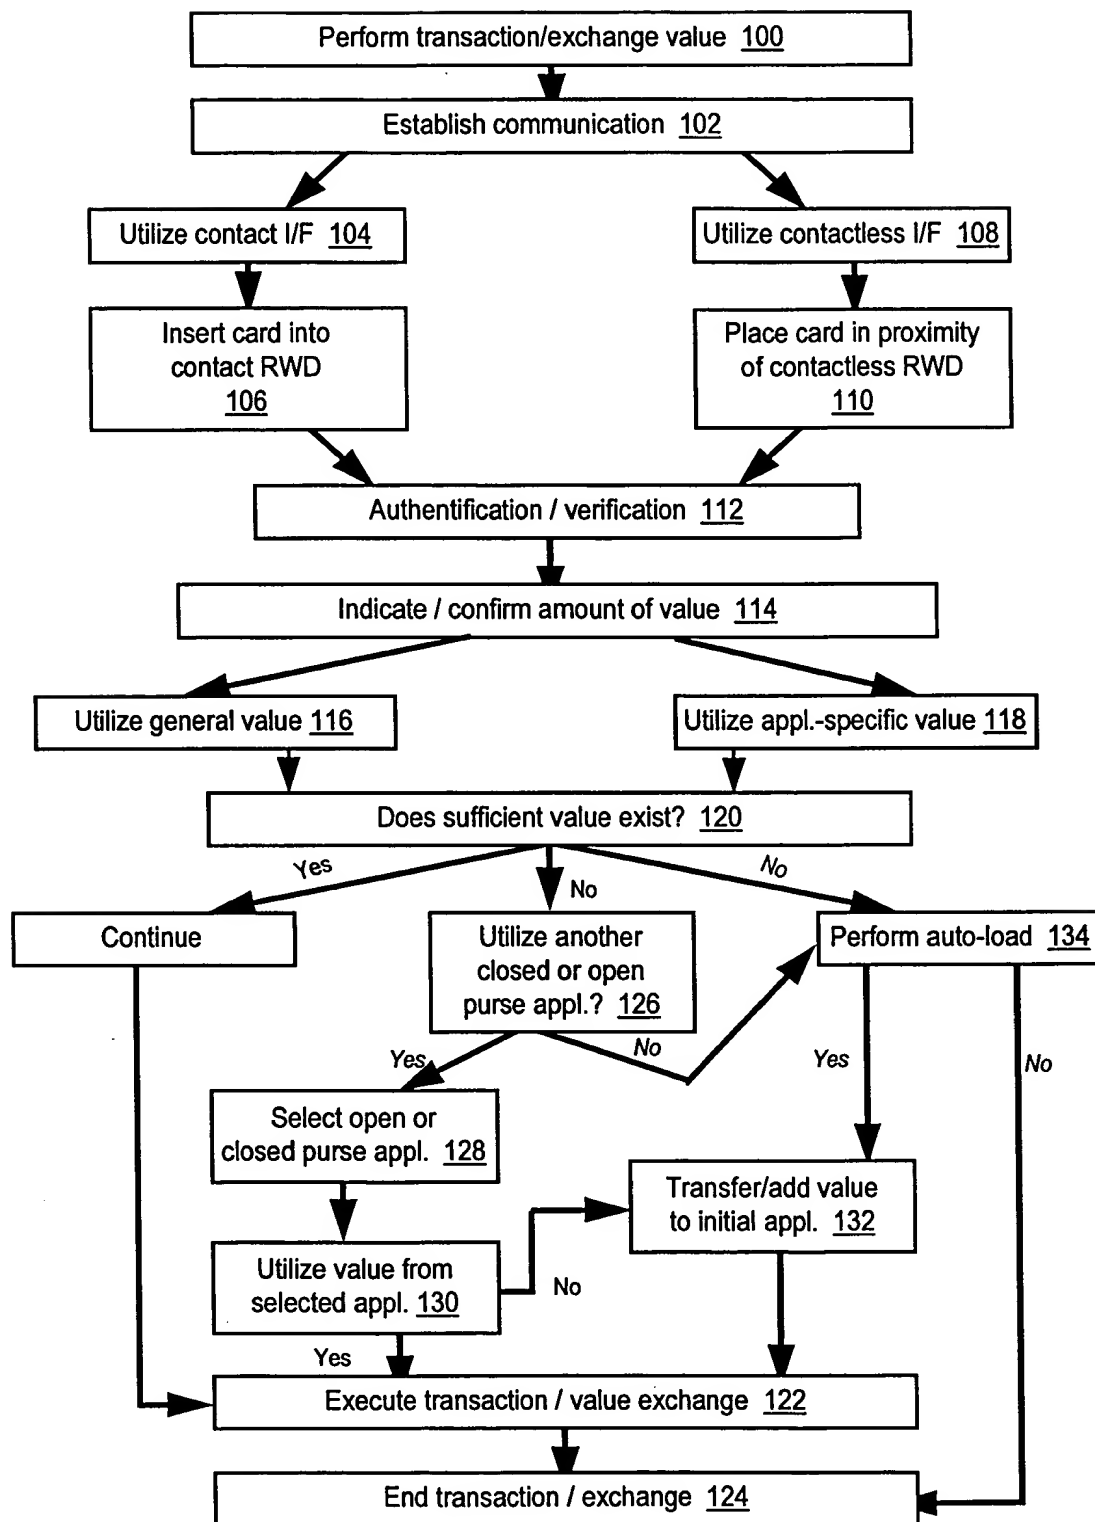 Perform transaction/exchange value 100
Establish communication 102
Utilize contact I/F 104
Utilize contactless I/F 108
Insert card into
contact RWD
106
Place card in proximity
of contactless RWD
110
Authentification / verification 112
Indicate / confirm amount of value 114
Utilize general value 116
Utilize appl.-specific value 118
Does sufficient value exist? 120
Yes
No
No
Continue
Utilize another
closed or open
purse appl.? 126
Perform auto-load 134
Yes
No
Yes
No
Select open or
closed purse appl. 128
Transfer/add value
to initial appl. 132
Utilize value from
selected appl. 130
No
Yes
Execute transaction / value exchange 122
End transaction / exchange 124